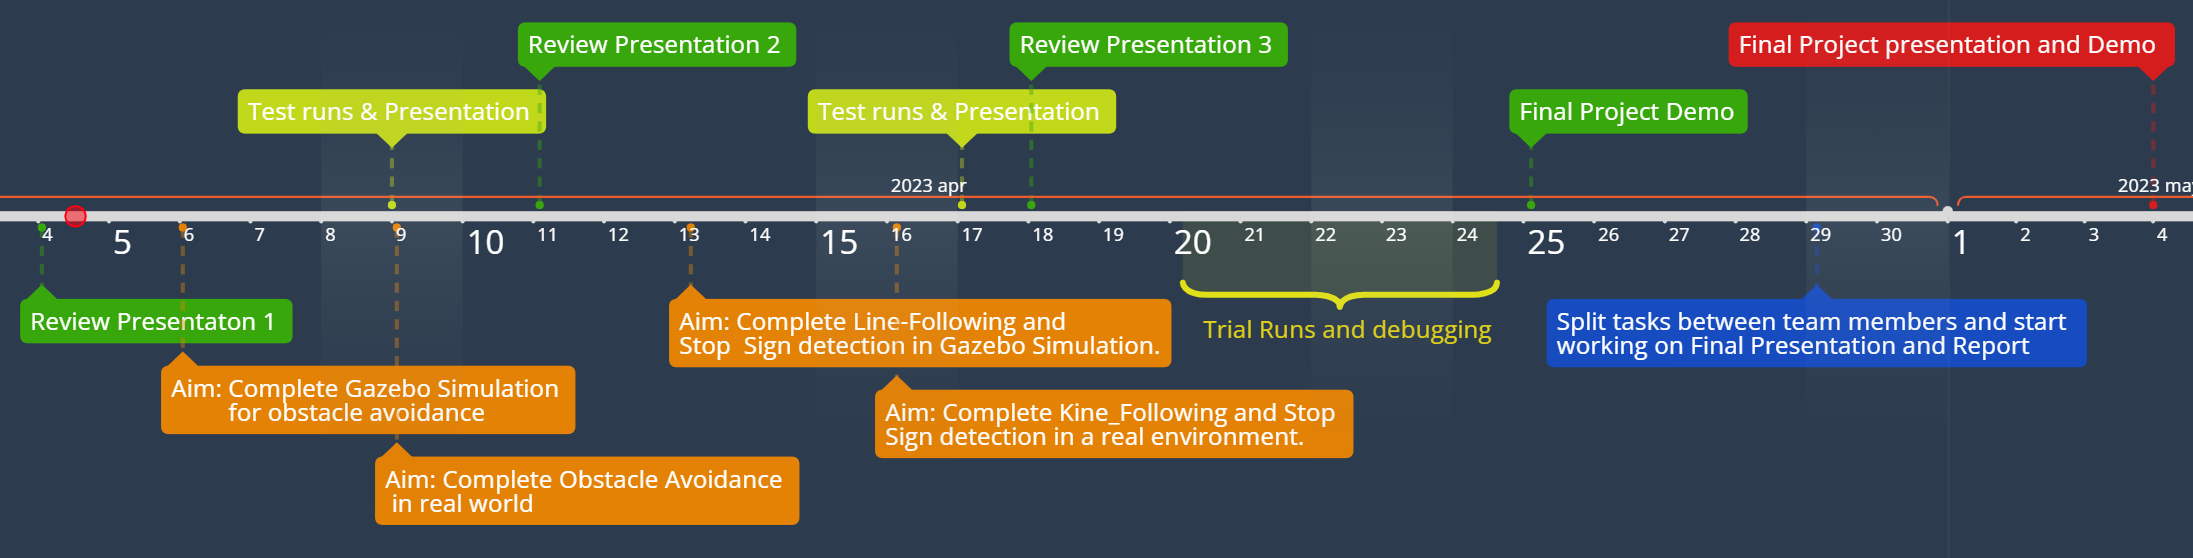 Review Presentation 2
Review Presentation 3
Final Project presentation and Demo
Test runs & Presentation
Test runs & Presentation
Final Project Demo
2023 apr
2023 may
4 5 6 7 8 9 10 11 12 13 14 15 16 17 18 19 20 21 22 23 24 25 26 27 28 29 30 1 2 3 4
Review Presentaton 1
Aim: Complete Line-Following and
Stop Sign detection in Gazebo Simulation.
Trial Runs and debugging
Split tasks between team members and start
working on Final Presentation and Report
Aim: Complete Gazebo Simulation
for obstacle avoidance
Aim: Complete Kine_Following and Stop
Sign detection in a real environment.
Aim: Complete Obstacle Avoidance
in real world